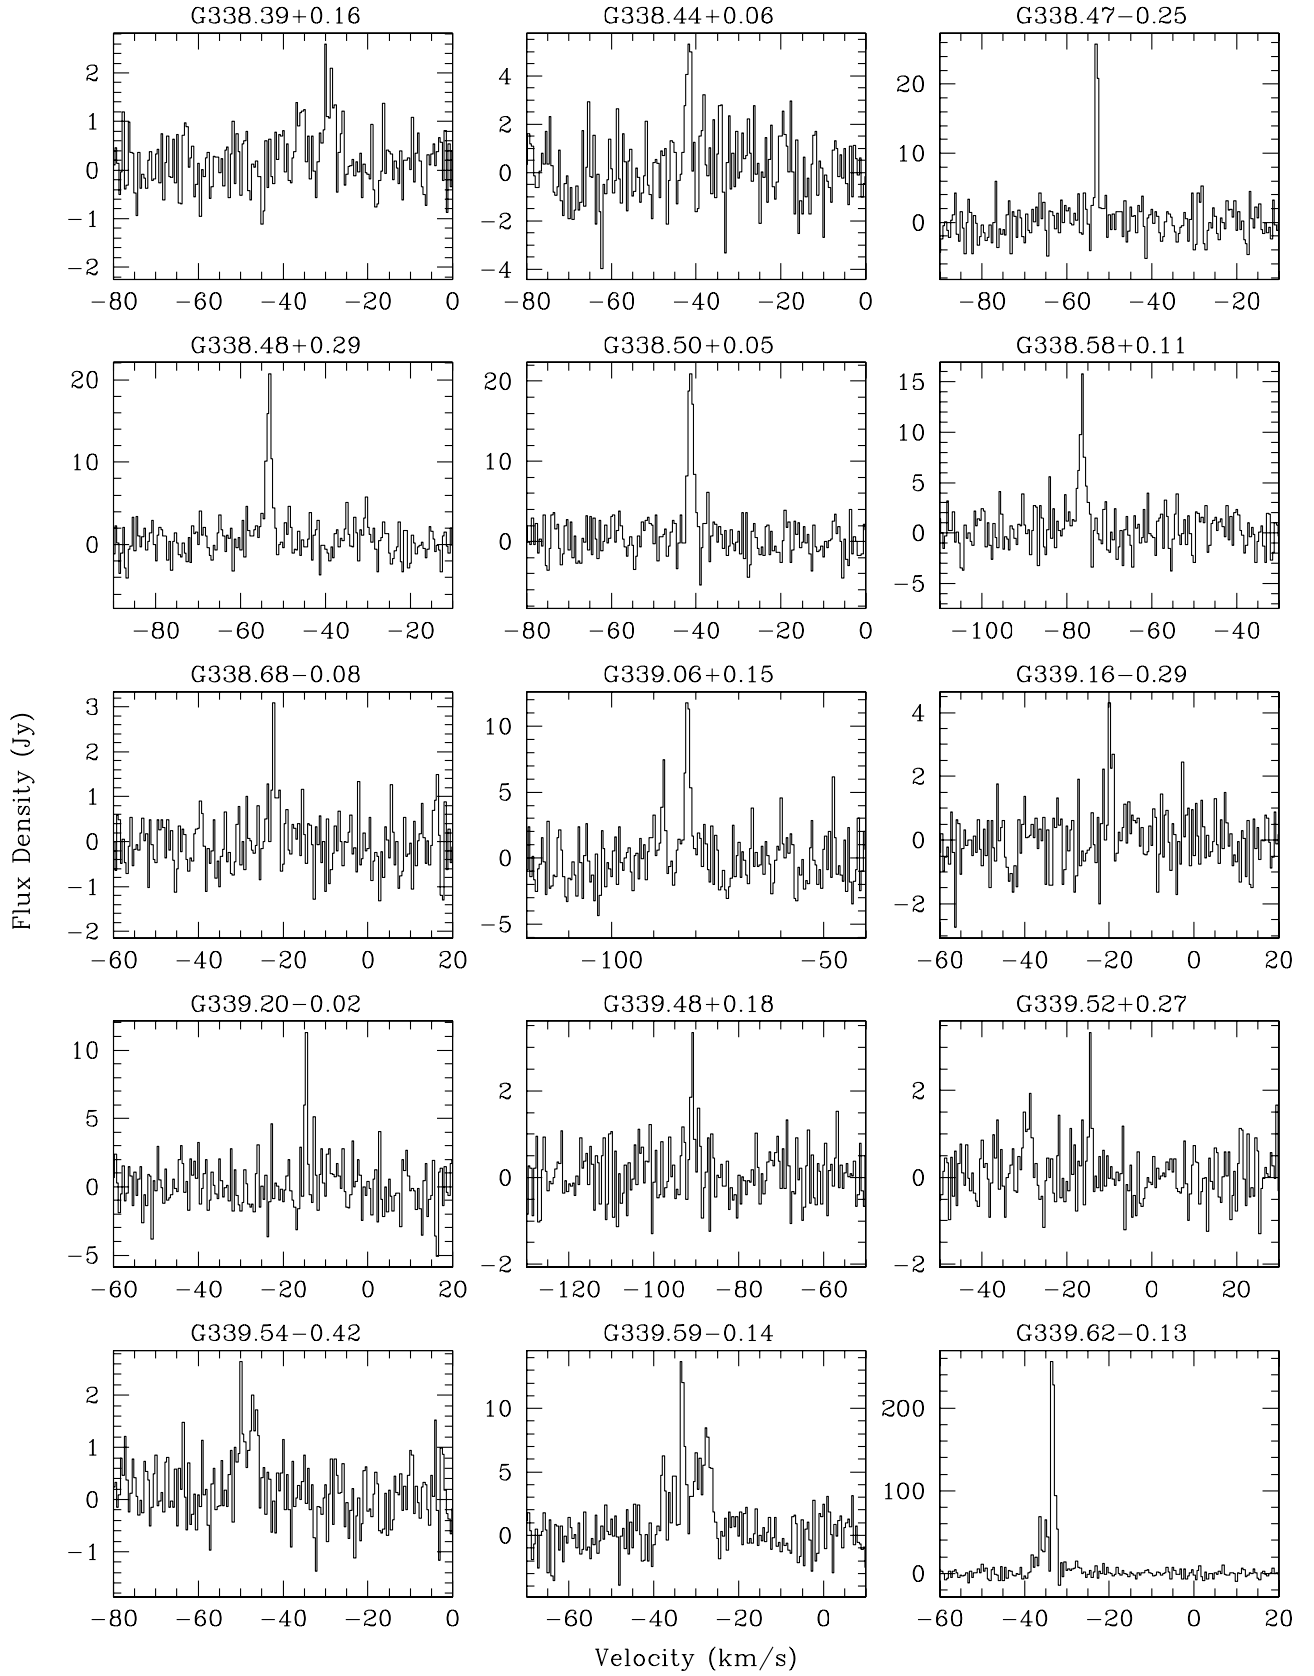 G338.39+0.16 G338.44+0.06 G338.47−0.25
2 1 0 −1 −2
4 2 0 −2 −4
20 10 0
−80 −60 −40 −20 0 −80 −60 −40 −20 0 −80 −60 −40 −20
G338.48+0.29 G338.50+0.05 G338.58+0.11
20 10 0
20 10 0
15 10 5 0 −5
−80 −60 −40 −20 −80 −60 −40 −20 0 −100 −80 −60 −40
G338.68−0.08 G339.06+0.15 G339.16−0.29
3 2 1 0 −1 −2
10 5 0 −5
4 2 0 −2
−60 −40 −20 0 20 −100 −50 −60 −40 −20 0 20
Flux Density (Jy)
G339.20−0.02 G339.48+0.18 G339.52+0.27
10 5 0 −5
2 0 −2
2 0 −2
−60 −40 −20 0 20 −120 −100 −80 −60 −40 −20 0 20
G339.54−0.42 G339.59−0.14 G339.62−0.13
2 1 0 −1
10 5 0
200 100 0
−80 −60 −40 −20 0 −60 −40 −20 0 −60 −40 −20 0 20
Velocity (km/s)